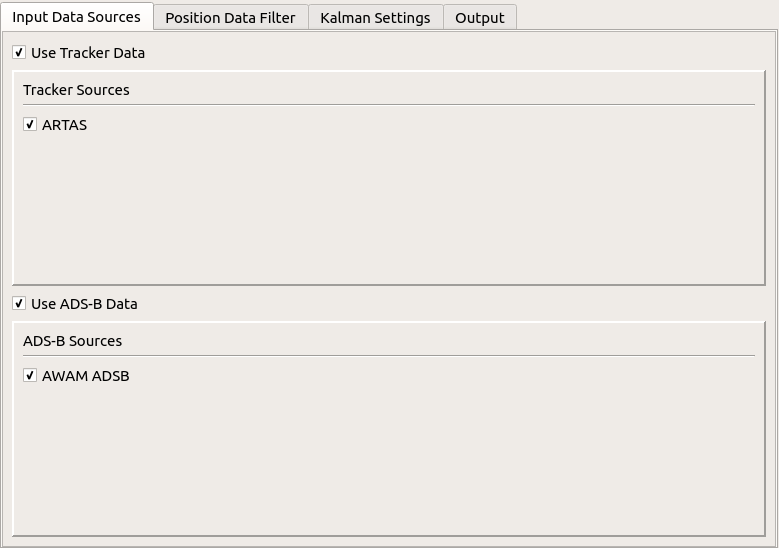 Input Data Sources Position Data Filter Kalman Settings Output
Use Tracker Data
Tracker Sources
ARTAS
Use ADS-B Data
ADS-B Sources
AWAM ADSB